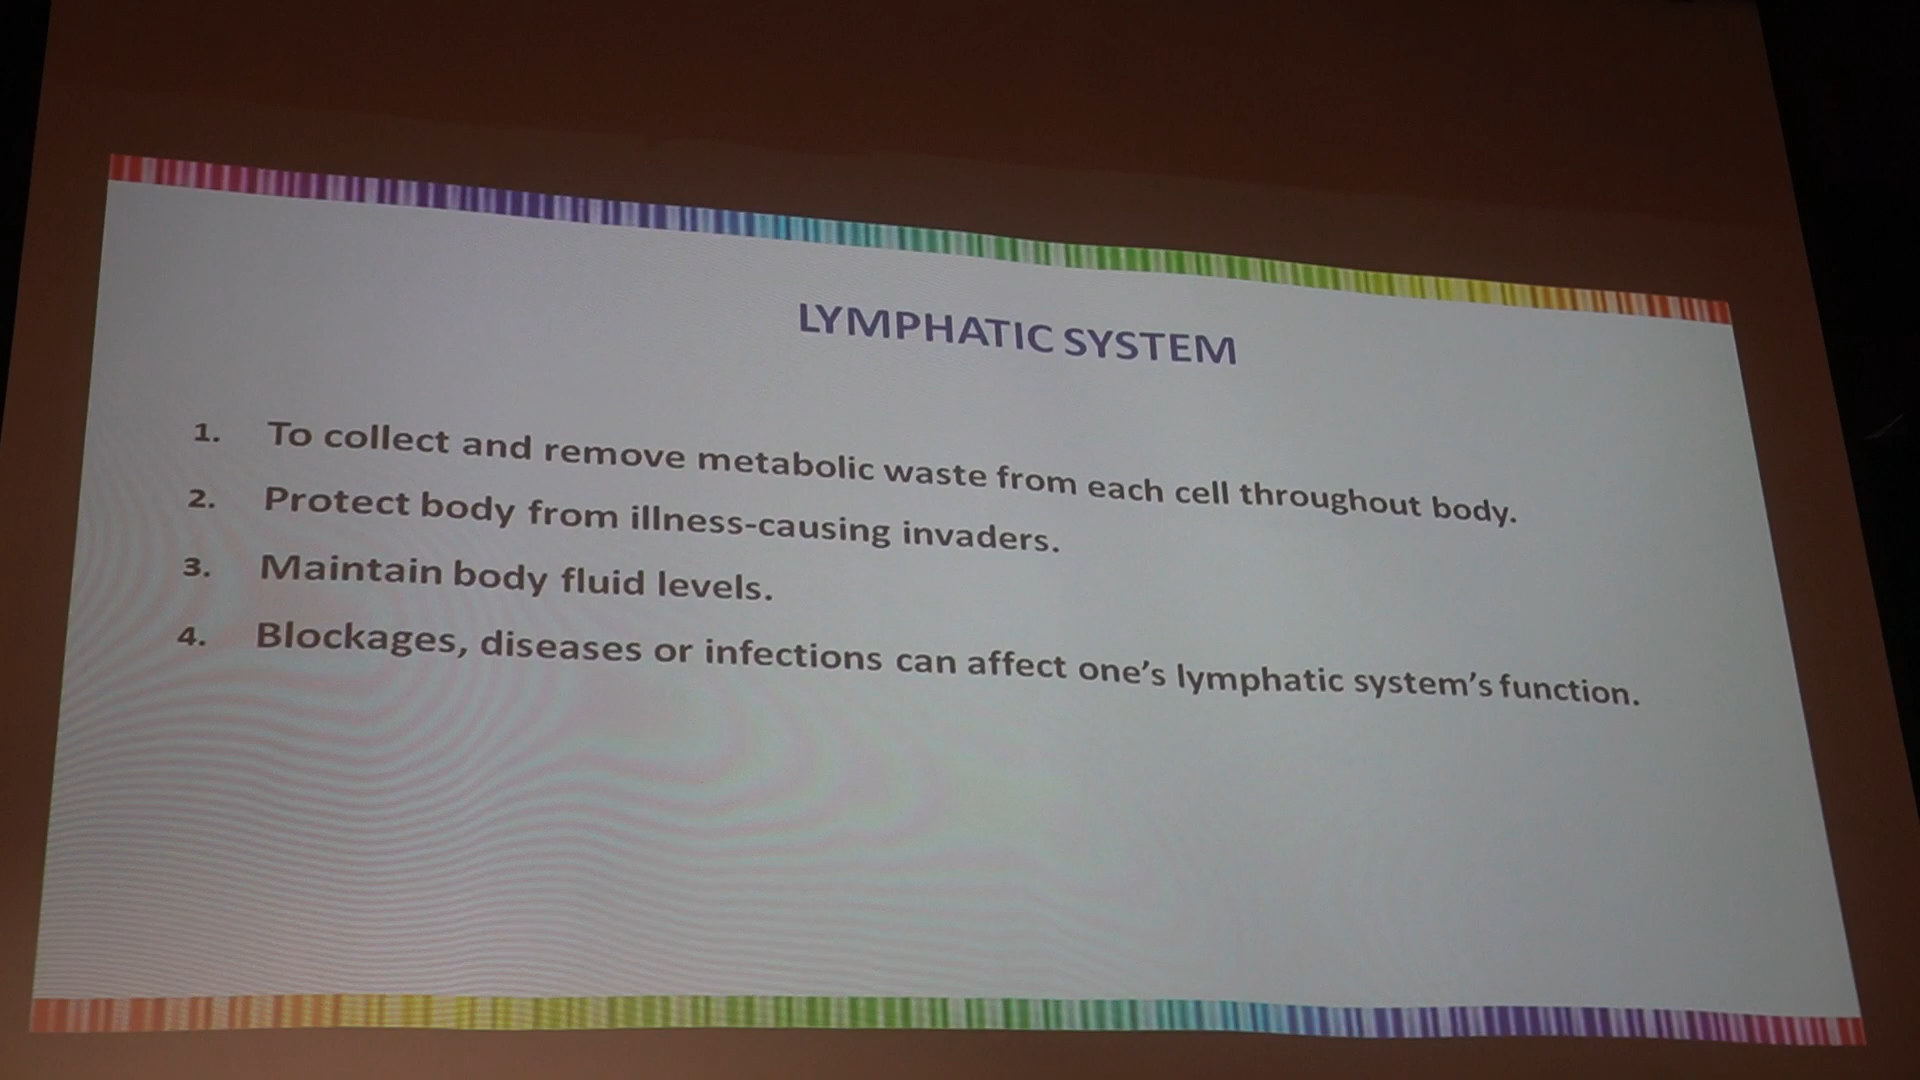 LYMPHATIC SYSTEM
1. To collect and remove metabolic waste from each cell throughout body.
2. Protect body from illness-causing invaders.
3. Maintain body fluid levels.
4. Blockages, diseases or infections can affect one’s lymphatic system’s function.